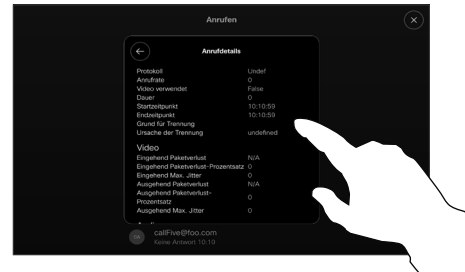 Anrufen
Anrufdetails
Protokoll Undef
Anrufrate 0
Video verwendet False
Dauer 0
Startzeitpunkt 10:10:59
Endzeitpunkt 10:10:59
Grund für Trennung
Ursache der Trennung undefined
Video
Eingehend Paketverlust N/A
Eingehend Paketverlust-Prozentsatz 0
Eingehend Max. Jitter 0
Ausgehend Paketverlust N/A
Ausgehend Paketverlust-
Prozentsatz 0
Ausgehend Max. Jitter 0
callFive@foo.com
Keine Antwort 10:10